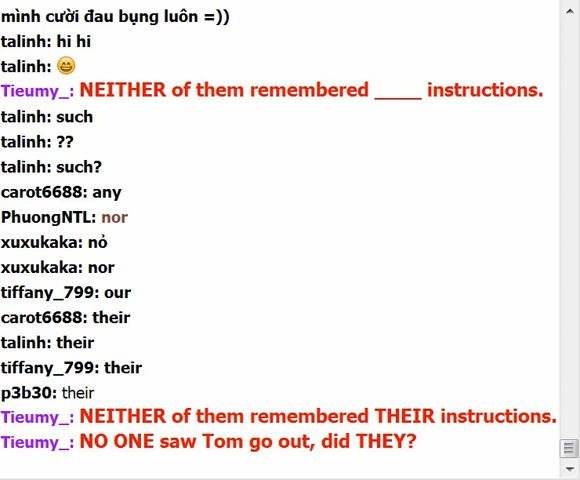 mình cười đau bụng luôn =))
talinh: hi hi
talinh: 😄
Tieumy_: NEITHER of them remembered _____ instructions.
talinh: such
talinh: ??
talinh: such?
carot6688: any
PhuongNTL: nor
xuxukaka: nỏ
xuxukaka: nor
tiffany_799: our
carot6688: their
talinh: their
tiffany_799: their
p3b30: their
Tieumy_: NEITHER of them remembered THEIR instructions.
Tieumy_: NO ONE saw Tom go out, did THEY?